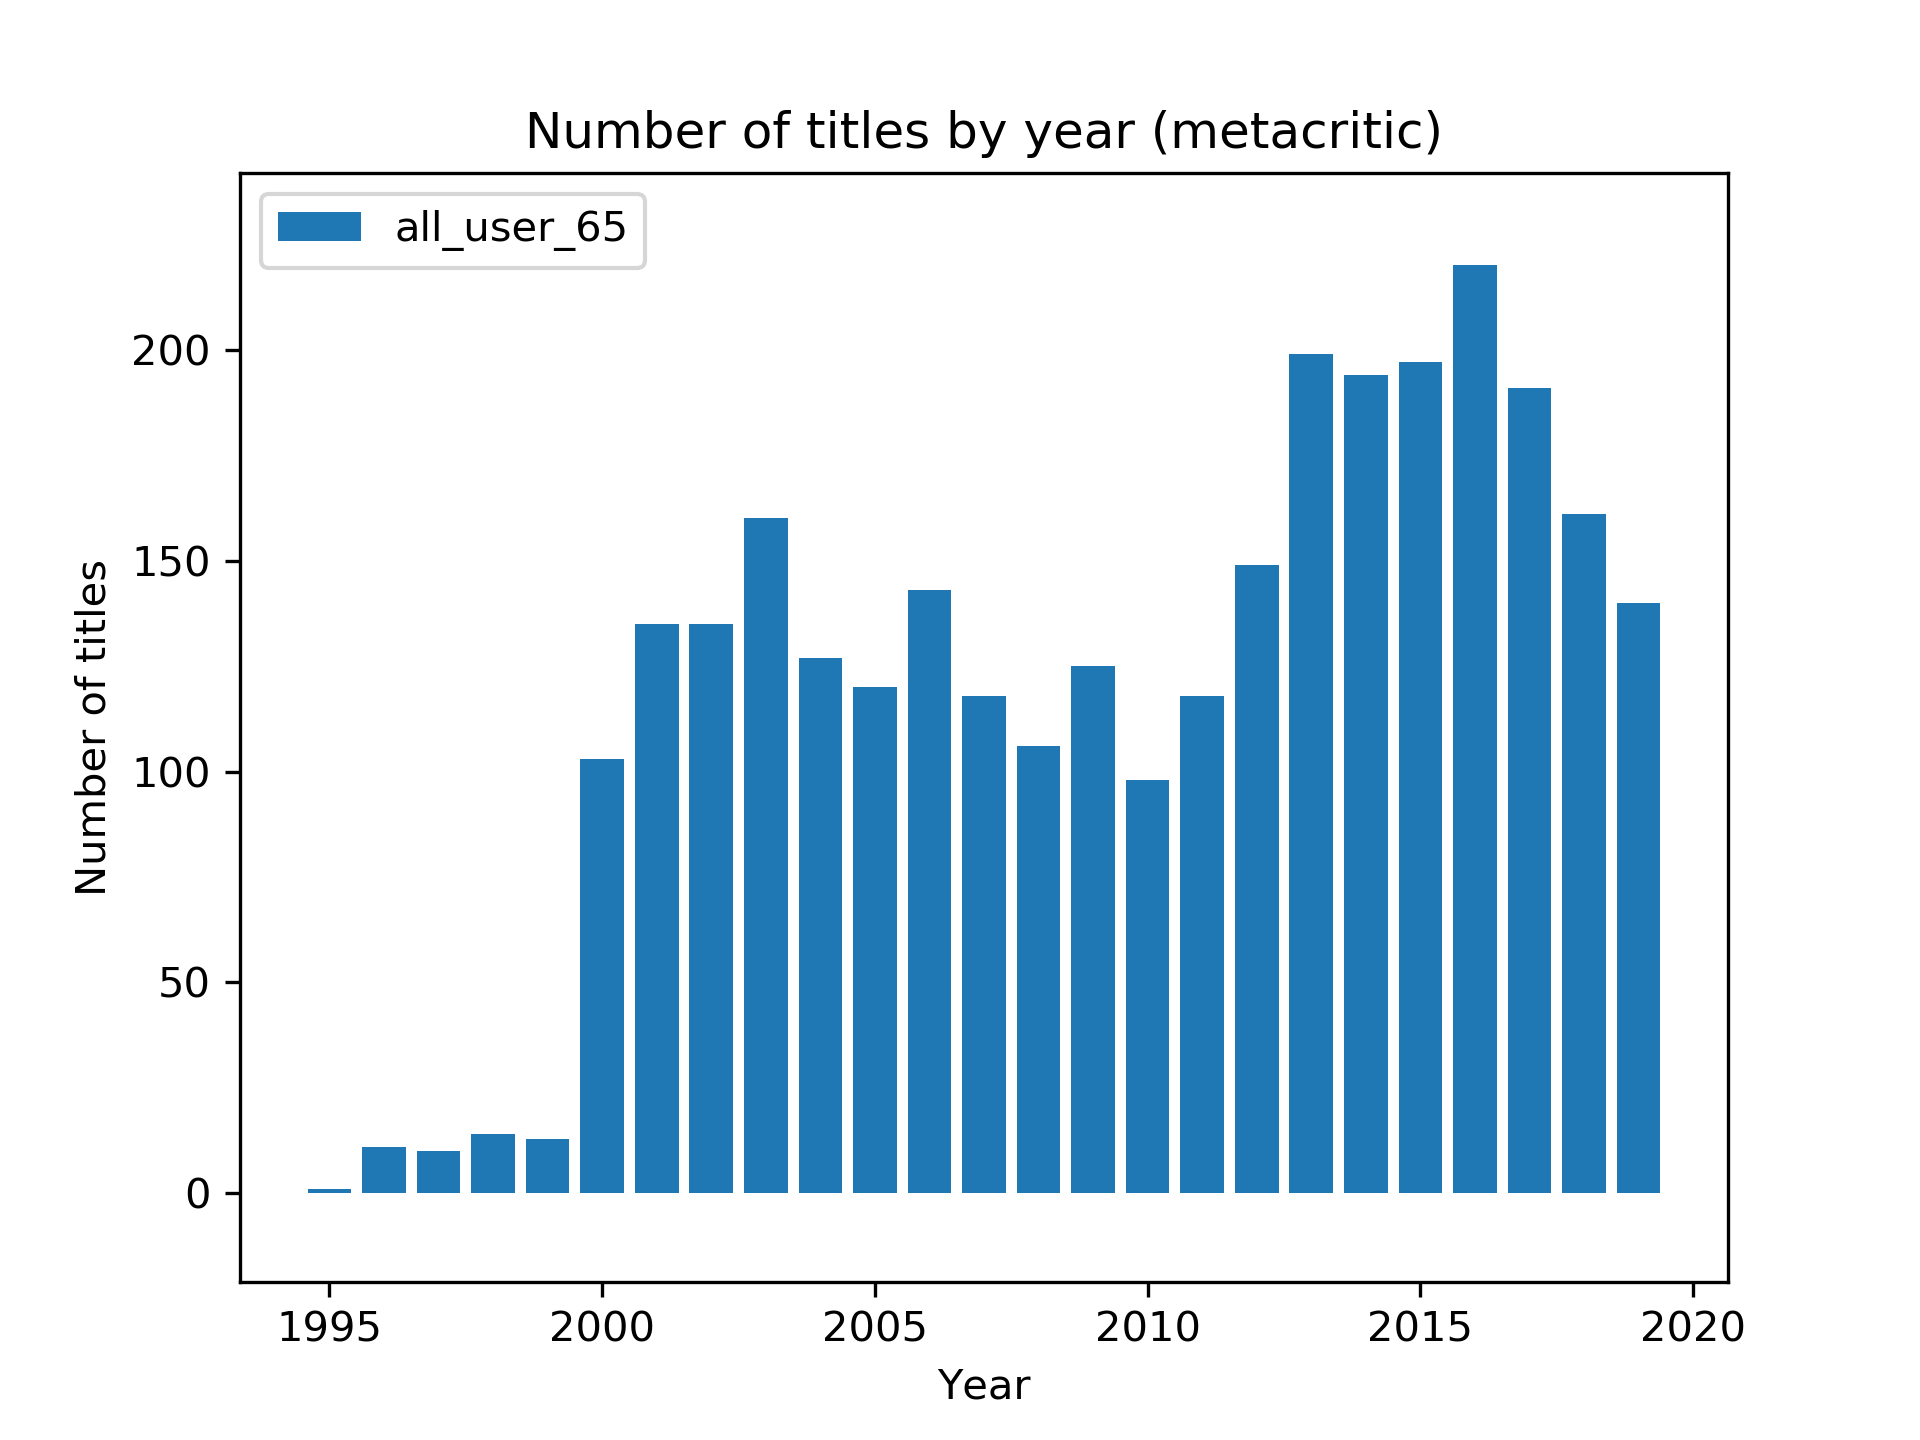 Number of titles by year (metacritic)
all_user_65
Number of titles
200
150
100
50
0
1995 2000 2005 2010 2015 2020
Year